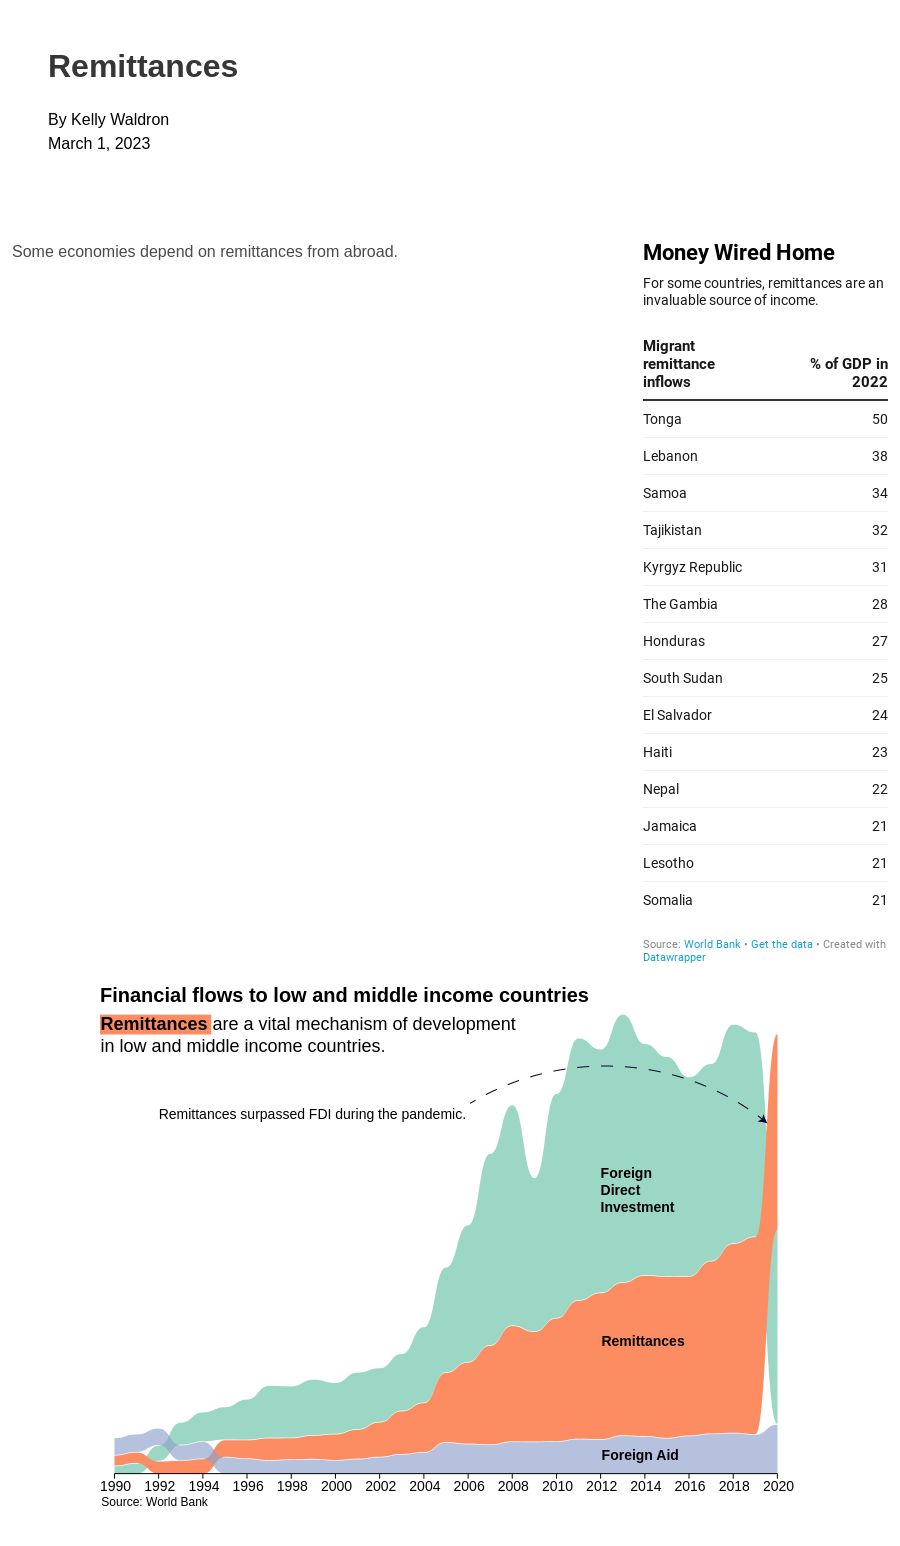 Remittances
By Kelly Waldron
March 1, 2023
Some economies depend on remittances from abroad.
Money Wired Home
For some countries, remittances are an
invaluable source of income.
Migrant
remittance
inflows
% of GDP in
2022
Tonga 50
Lebanon 38
Samoa 34
Tajikistan 32
Kyrgyz Republic 31
The Gambia 28
Honduras 27
South Sudan 25
El Salvador 24
Haiti 23
Nepal 22
Jamaica 21
Lesotho 21
Somalia 21
Source: World Bank • Get the data • Created with
Datawrapper
Financial flows to low and middle income countries
Remittances are a vital mechanism of development
in low and middle income countries.
Remittances surpassed FDI during the pandemic.
Foreign
Direct
Investment
Remittances
Foreign Aid
1990 1992 1994 1996 1998 2000 2002 2004 2006 2008 2010 2012 2014 2016 2018 2020
Source: World Bank